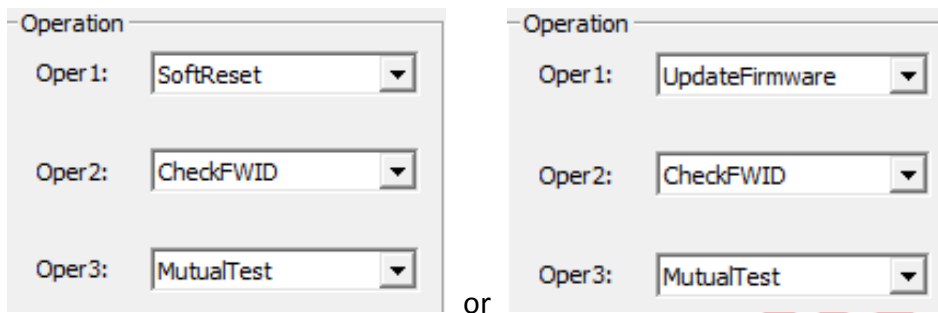 Operation
Oper1: SoftReset
Oper2: CheckFWID
Oper3: MutualTest
or
Operation
Oper1: UpdateFirmware
Oper2: CheckFWID
Oper3: MutualTest